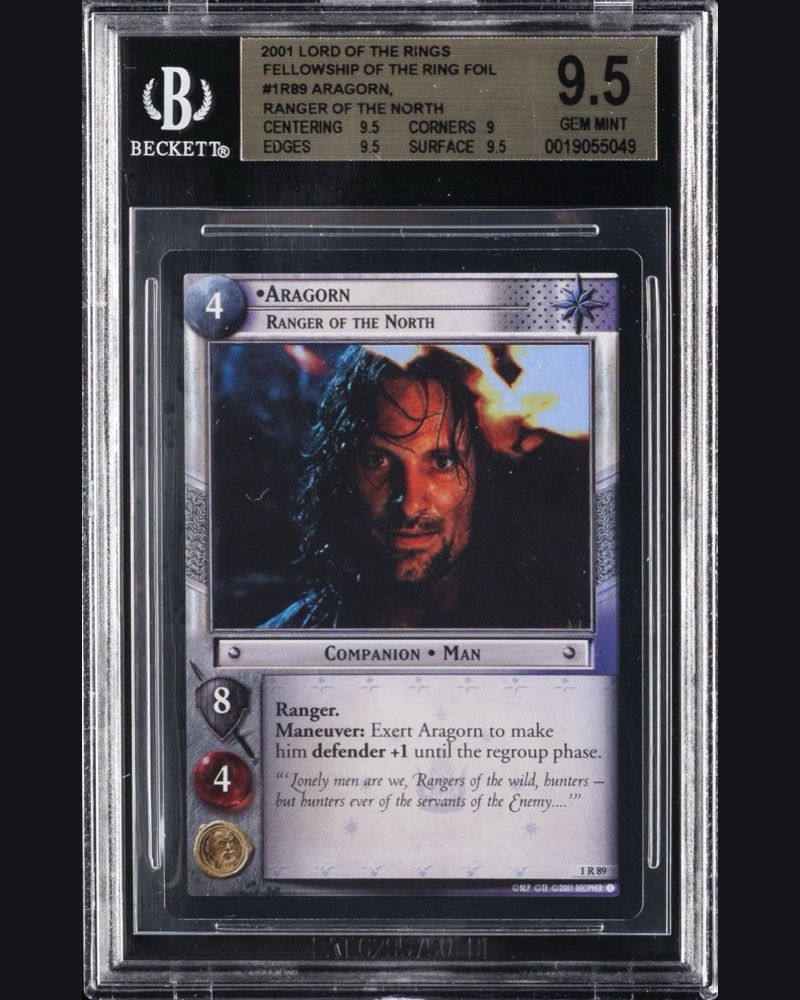 2001 LORD OF THE RINGS
FELLOWSHIP OF THE RING FOIL
#1R89 ARAGORN,
RANGER OF THE NORTH
CENTERING 9.5 CORNERS 9
EDGES 9.5 SURFACE 9.5
9.5
GEM MINT
0019055049
B
BECKETT®
4
•ARAGORN
RANGER OF THE NORTH
COMPANION • MAN
8
4
Ranger.
Maneuver: Exert Aragorn to make
him defender +1 until the regroup phase.
“‘Lonely men are we, Rangers of the wild, hunters –
but hunters ever of the servants of the Enemy....’”
1 R 89
©NLP ©TE ©2001 DECIPHER